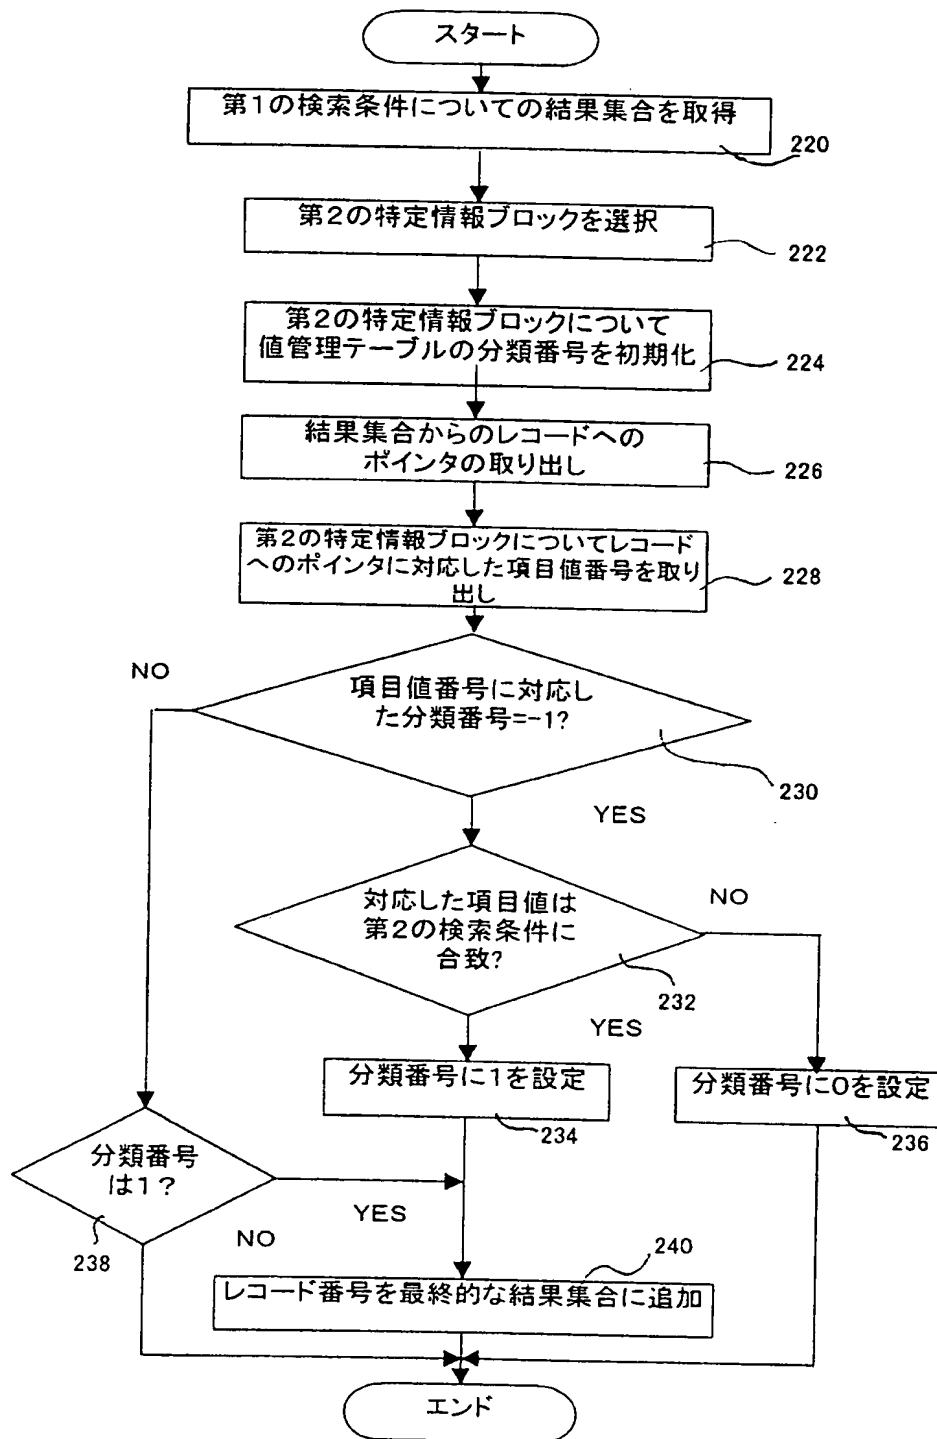 スタート
第1の検索条件についての結果集合を取得
220
第2の特定情報ブロックを選択
222
第2の特定情報ブロックについて
値管理テーブルの分類番号を初期化
224
結果集合からのレコードへの
ポインタの取り出し
226
第2の特定情報ブロックについてレコード
へのポインタに対応した項目値番号を取り
出し
228
NO
項目値番号に対応し
た分類番号=-1?
230
YES
対応した項目値は
第2の検索条件に
合致?
NO
232
YES
分類番号に1を設定
234
分類番号に0を設定
236
分類番号
は1?
238
YES
NO
240
レコード番号を最終的な結果集合に追加
エンド